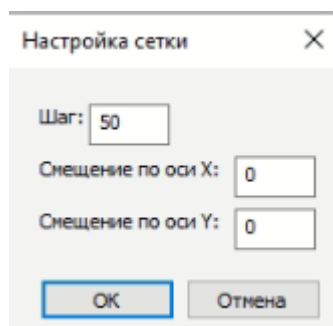 Настройка сетки
Шаг: 50
Смещение по оси X: 0
Смещение по оси Y: 0
OK Отмена